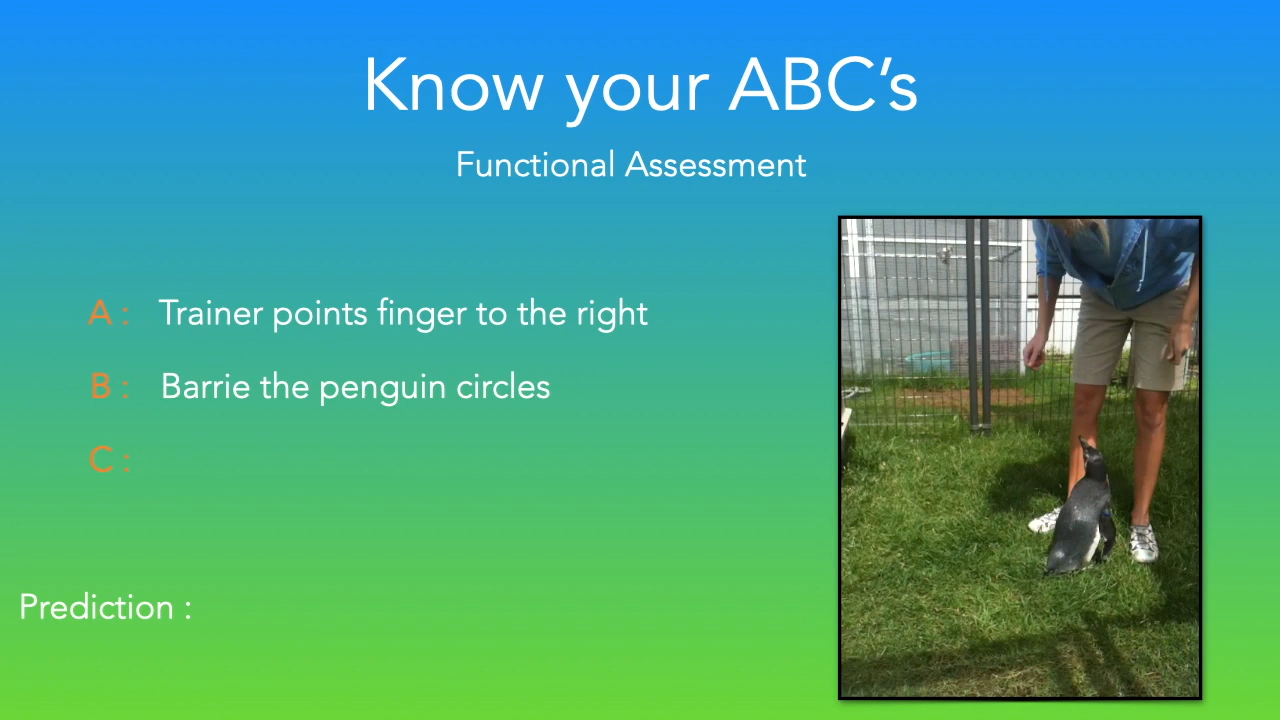 Know your ABC’s
Functional Assessment
A : Trainer points finger to the right
B : Barrie the penguin circles
C :
Prediction :